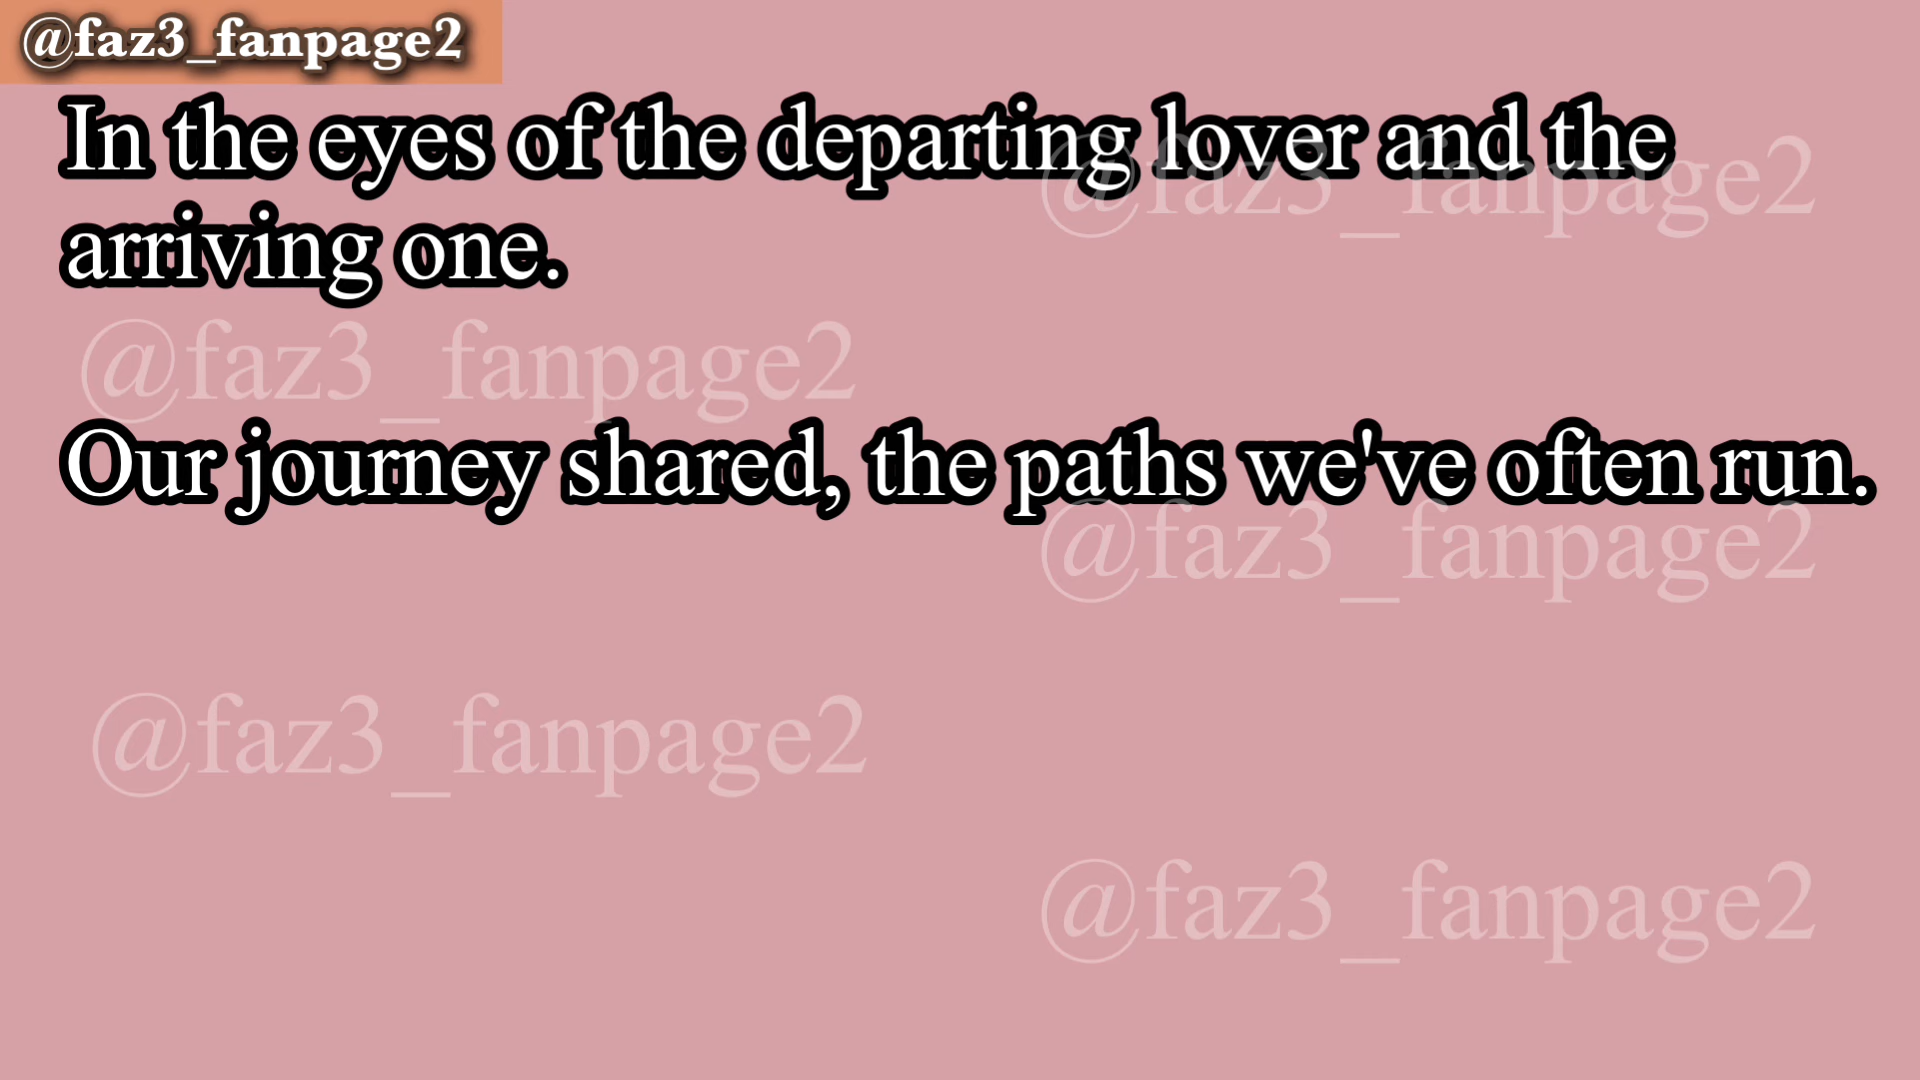 @faz3_fanpage2
In the eyes of the departing lover and the
@faz3_fanpage2
arriving one.
@faz3_fanpage2
Our journey shared, the paths we've often run.
@faz3_fanpage2
@faz3_fanpage2
@faz3_fanpage2